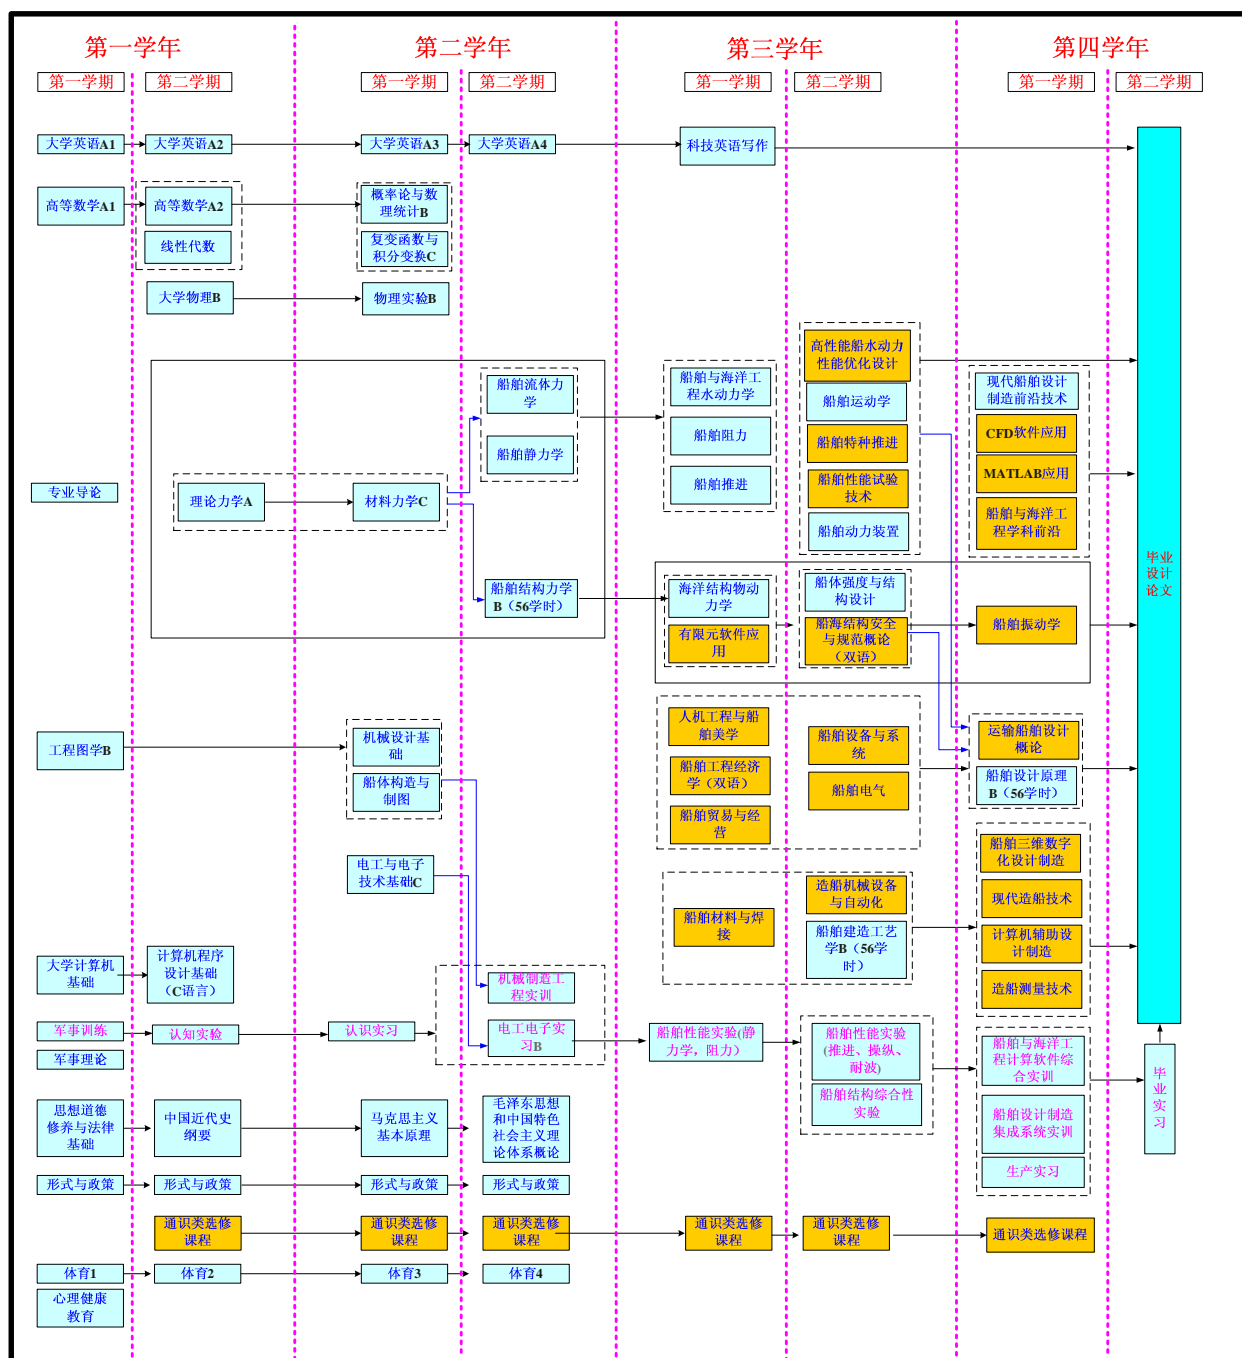 第一学年
第二学年
第三学年
第四学年
第一学期
第二学期
第一学期
第二学期
第一学期
第二学期
第一学期
第二学期
大学英语A1
大学英语A2
大学英语A3
大学英语A4
科技英语写作
高等数学A1
高等数学A2
概率论与数
理统计B
线性代数
复变函数与
积分变换C
大学物理B
物理实验B
高性能船水动力
性能优化设计
船舶流体力
学
船舶与海洋工
程水动力学
现代船舶设计
制造前沿技术
船舶运动学
船舶静力学
船舶阻力
船舶特种推进
CFD软件应用
船舶推进
船舶性能试验
技术
MATLAB应用
专业导论
理论力学A
材料力学C
船舶动力装置
船舶与海洋工
程学科前沿
毕业
设计
论文
船舶结构力学
B（56学时）
海洋结构物动
力学
船体强度与结
构设计
有限元软件应
用
船海结构安全
与规范概论
（双语）
船舶振动学
工程图学B
机械设计基
础
人机工程与船
舶美学
船舶设备与系
统
运输船舶设计
概论
船体构造与
制图
船舶工程经济
学（双语）
船舶电气
船舶设计原理
B（56学时）
船舶贸易与经
营
电工与电子
技术基础C
船舶三维数字
化设计制造
造船机械设备
与自动化
现代造船技术
船舶材料与焊
接
船舶建造工艺
学B（56学
时）
计算机辅助设
计制造
大学计算机
基础
计算机程序
设计基础
（C语言）
机械制造工
程实训
造船测量技术
军事训练
认知实验
认识实习
电工电子实
习B
船舶性能实验(静
力学，阻力）
船舶性能实验
(推进、操纵、
耐波)
船舶与海洋工
程计算软件综
合实训
军事理论
毕
业
实
习
船舶结构综合性
实验
船舶设计制造
集成系统实训
生产实习
思想道德
修养与法律
基础
中国近代史
纲要
马克思主义
基本原理
毛泽东思想
和中国特色
社会主义理
论体系概论
形式与政策
形式与政策
形式与政策
形式与政策
通识类选修
课程
通识类选修
课程
通识类选修
课程
通识类选修
课程
通识类选修
课程
通识类选修课程
体育1
体育2
体育3
体育4
心理健康
教育